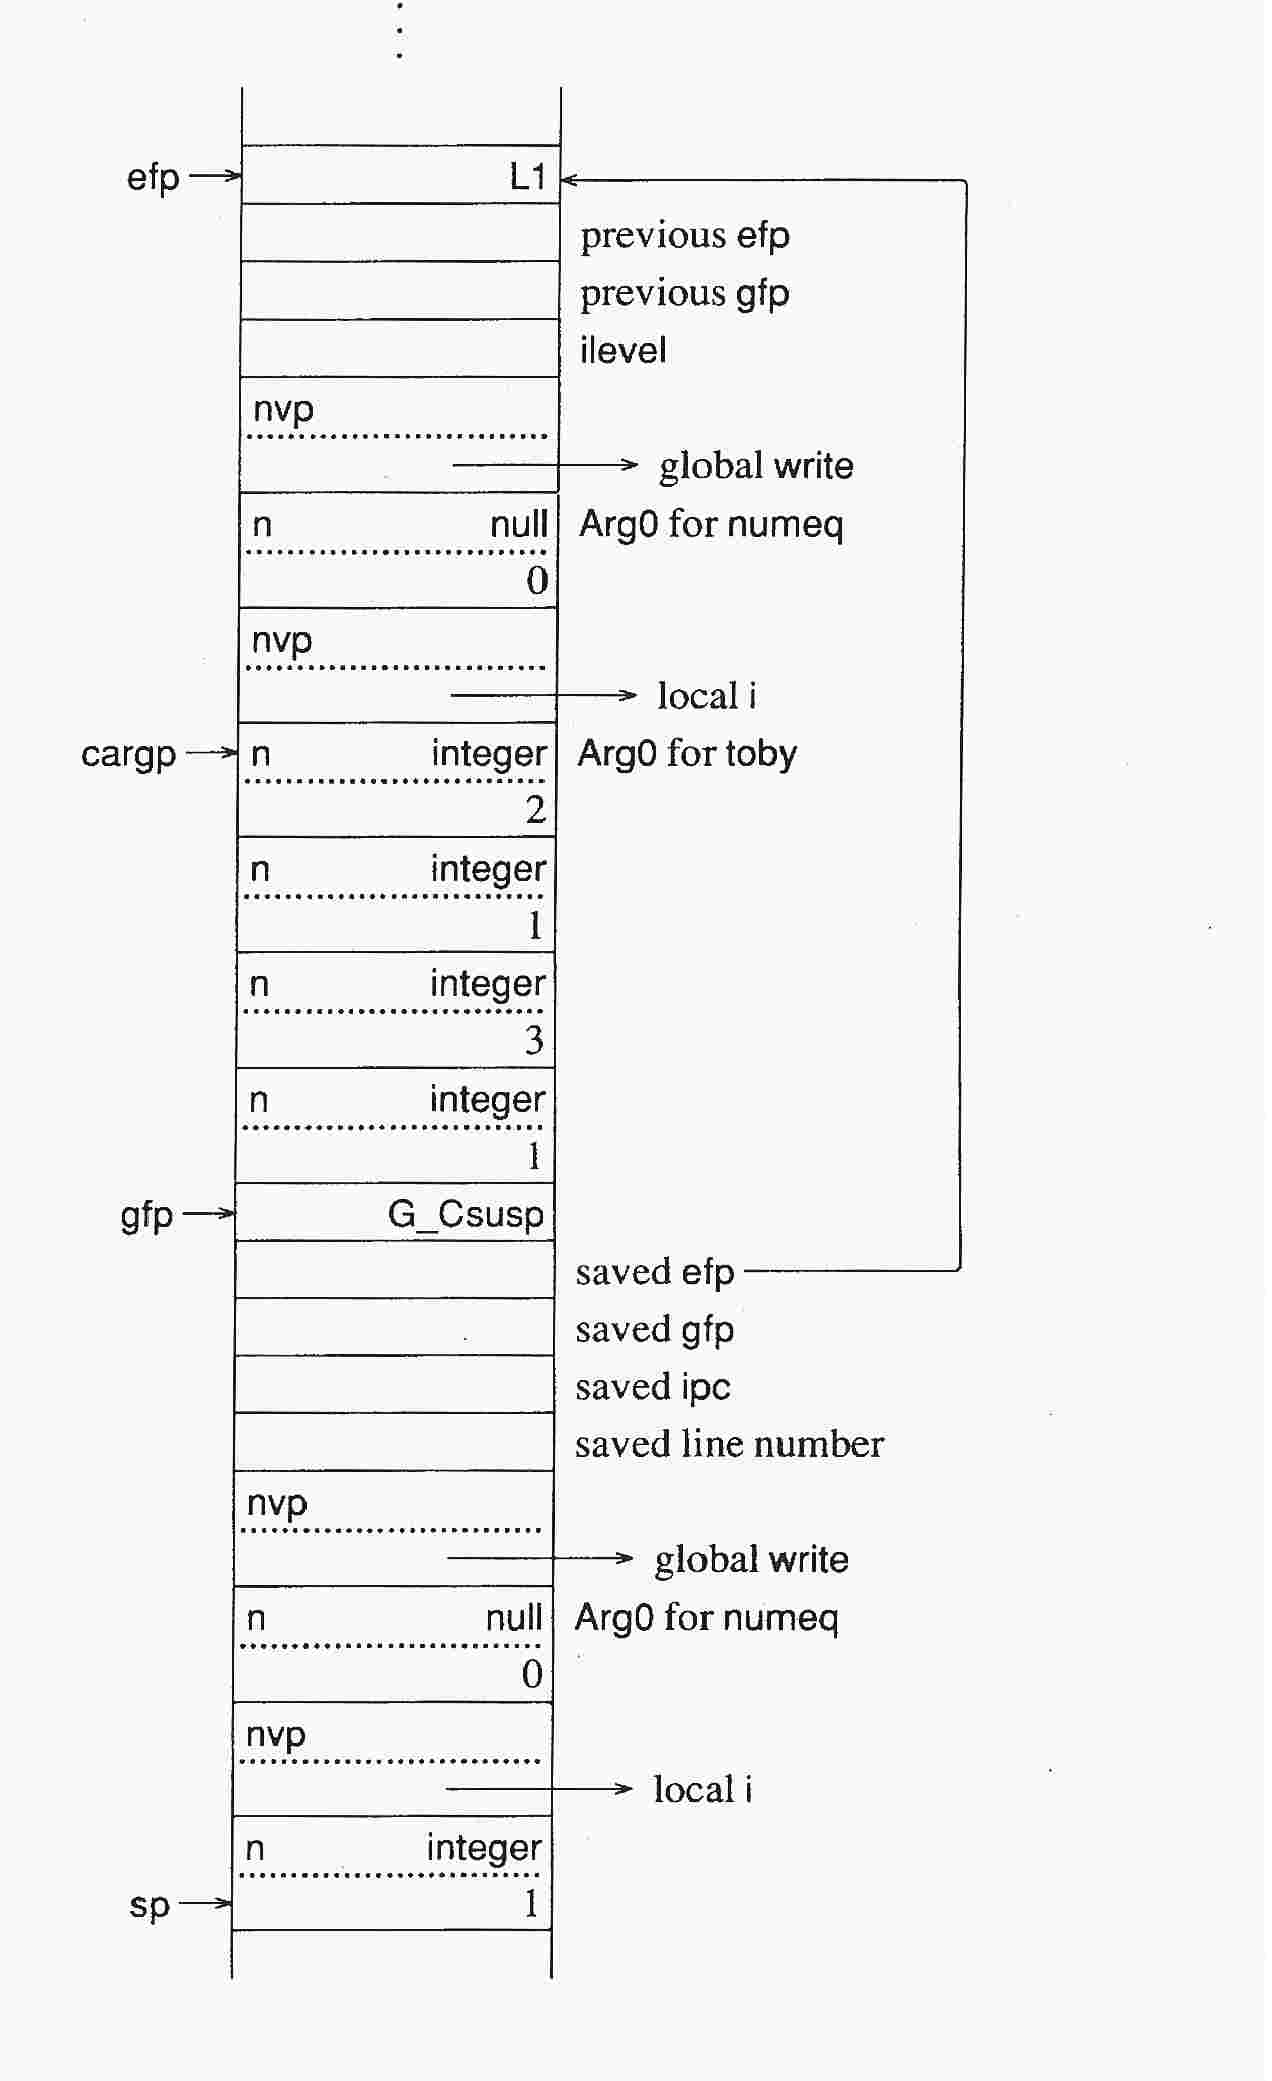 efp L1
previous efp
previous gfp
ilevel
nvp
global write
n null Arg0 for numeq
0
nvp
local i
cargp n integer Arg0 for toby
2
n integer
1
n integer
3
n integer
1
gfp G_Csusp
saved efp
saved gfp
saved ipc
saved line number
nvp
global write
n null Arg0 for numeq
0
nvp
local i
n integer
sp 1